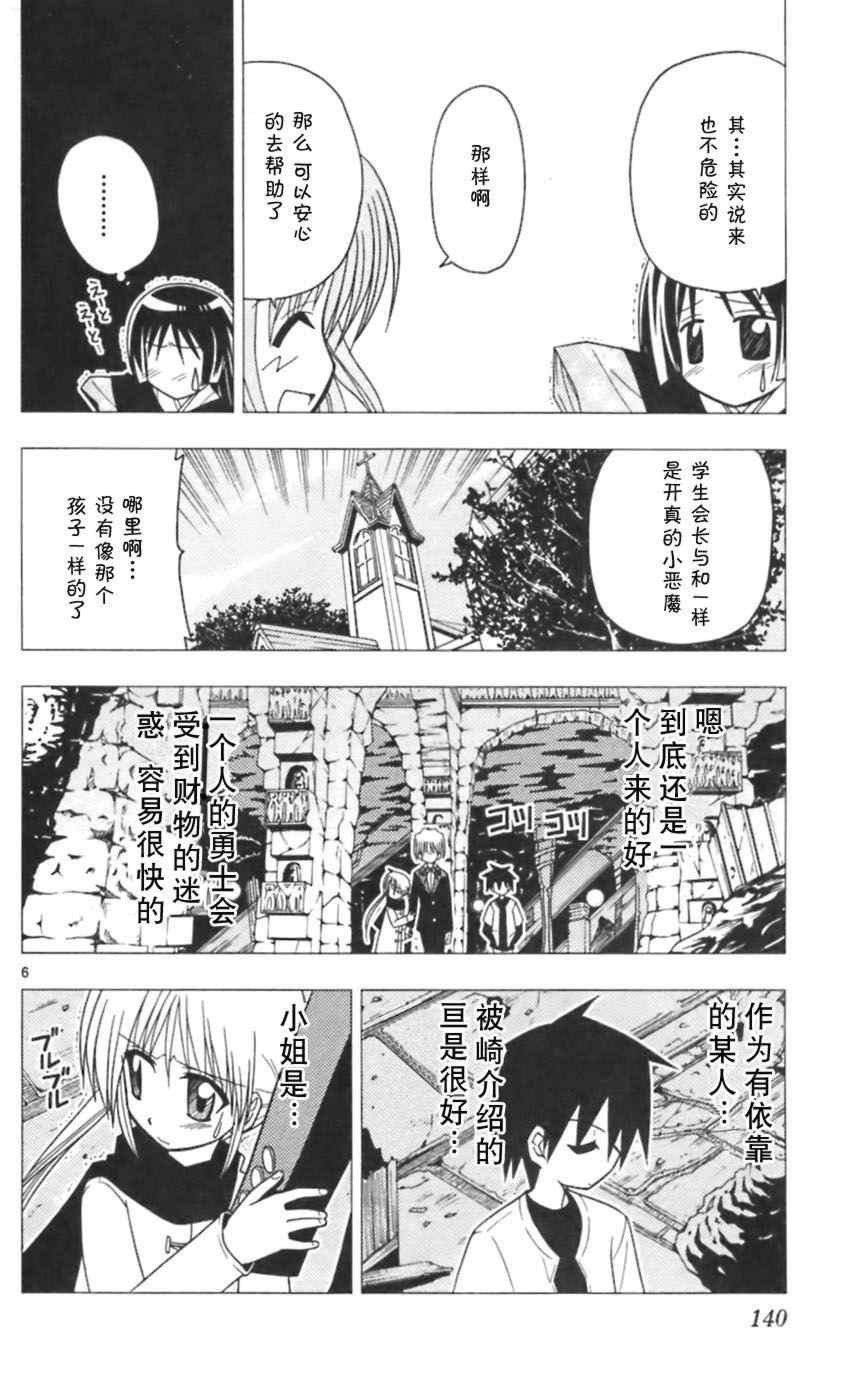 其…其实说来
也不危险的
那样啊
那么 可以安心
的去帮助了
………
えーと
えーと…
学生会长与和一样
是开真的小恶魔
哪里啊…
没有像那个
孩子一样的了
嗯
到底还是一
个人来的好
コツ
コツ
一个人的勇士会
受到财物的迷
惑 容易很快的
6
作为有依靠
的某人…
被崎介绍的
亘是很好…
小姐是…
ブルブル
ブルブル
140